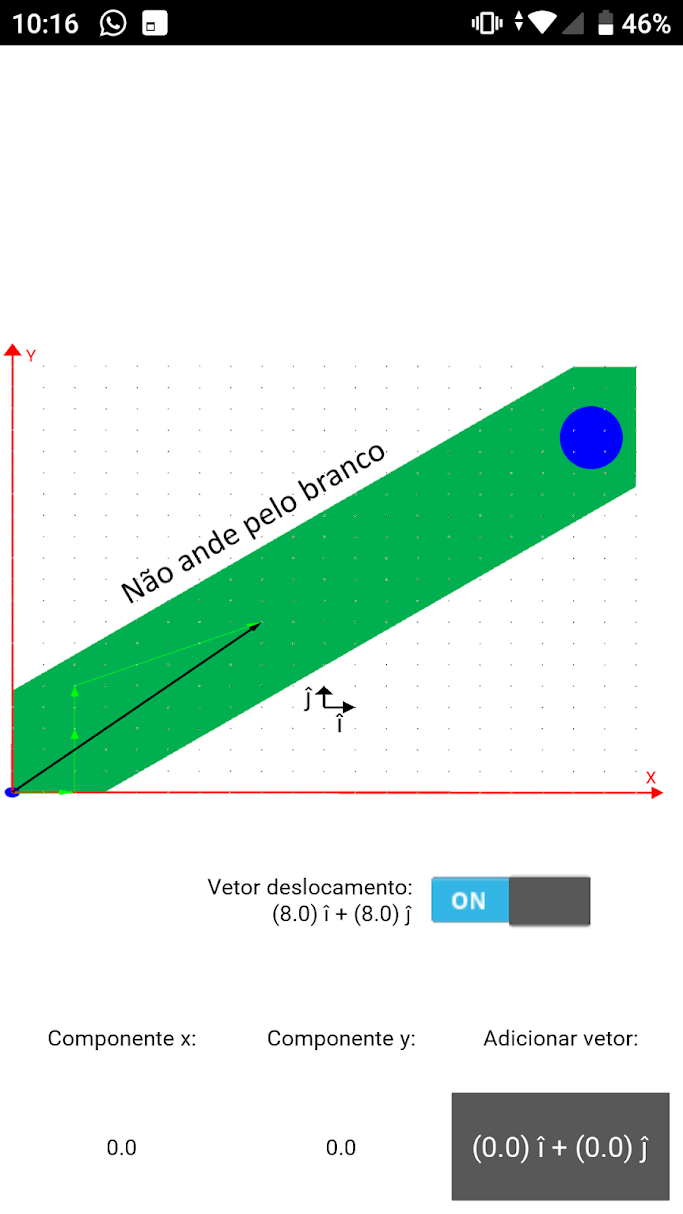 10:16
46%
Y
Não ande pelo branco
ĵ
î
X
Vetor deslocamento:
(8.0) î + (8.0) ĵ
ON
Componente x:
Componente y:
Adicionar vetor:
0.0
0.0
(0.0) î + (0.0) ĵ